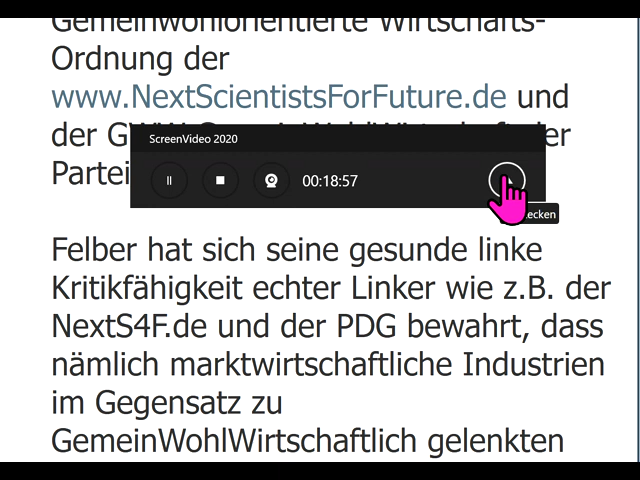 Gemeinwohlorientierte Wirtschafts-
Ordnung der
www.NextScientistsForFuture.de und
der
Partei
ScreenVideo 2020
00:18:57
Felber hat sich seine gesunde linke
Kritikfähigkeit echter Linker wie z.B. der
NextS4F.de und der PDG bewahrt, dass
nämlich marktwirtschaftliche Industrien
im Gegensatz zu
GemeinWohlWirtschaftlich gelenkten